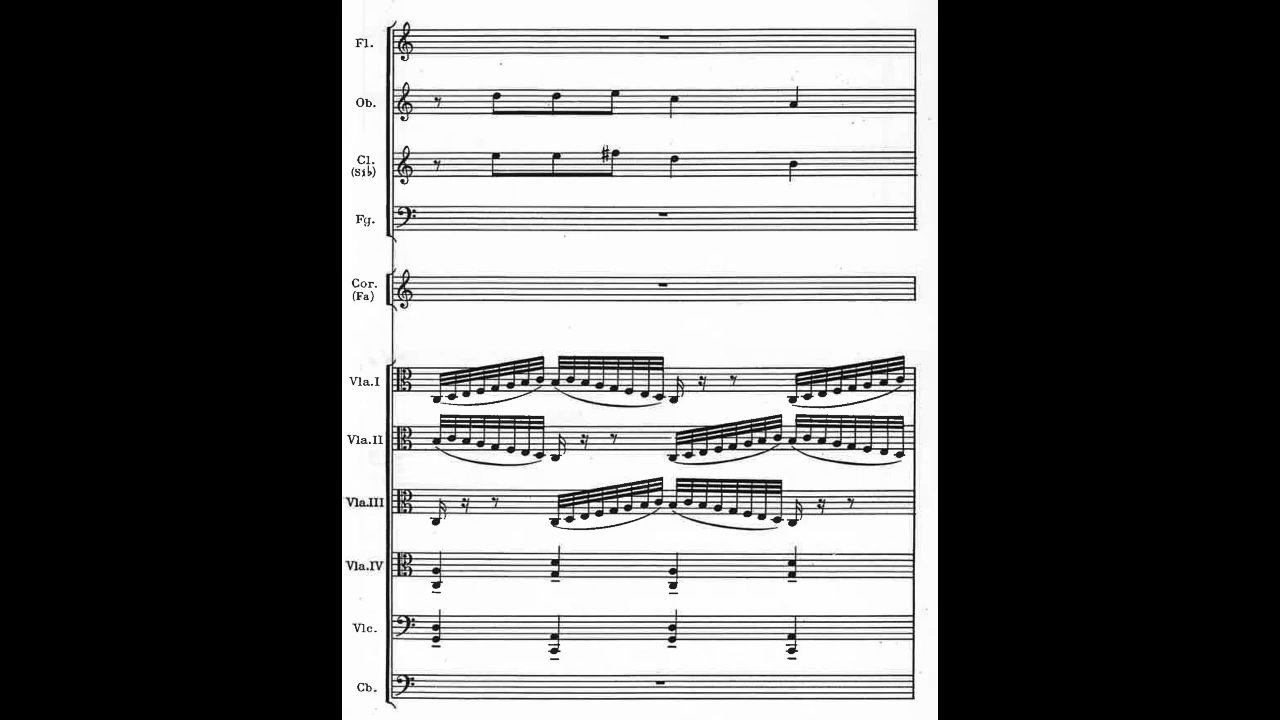 Fl.
Ob.
Cl.
(Sib)
Fg.
Cor.
(Fa)
Vla.I
Vla.II
Vla.III
Vla.IV
Vlc.
Cb.